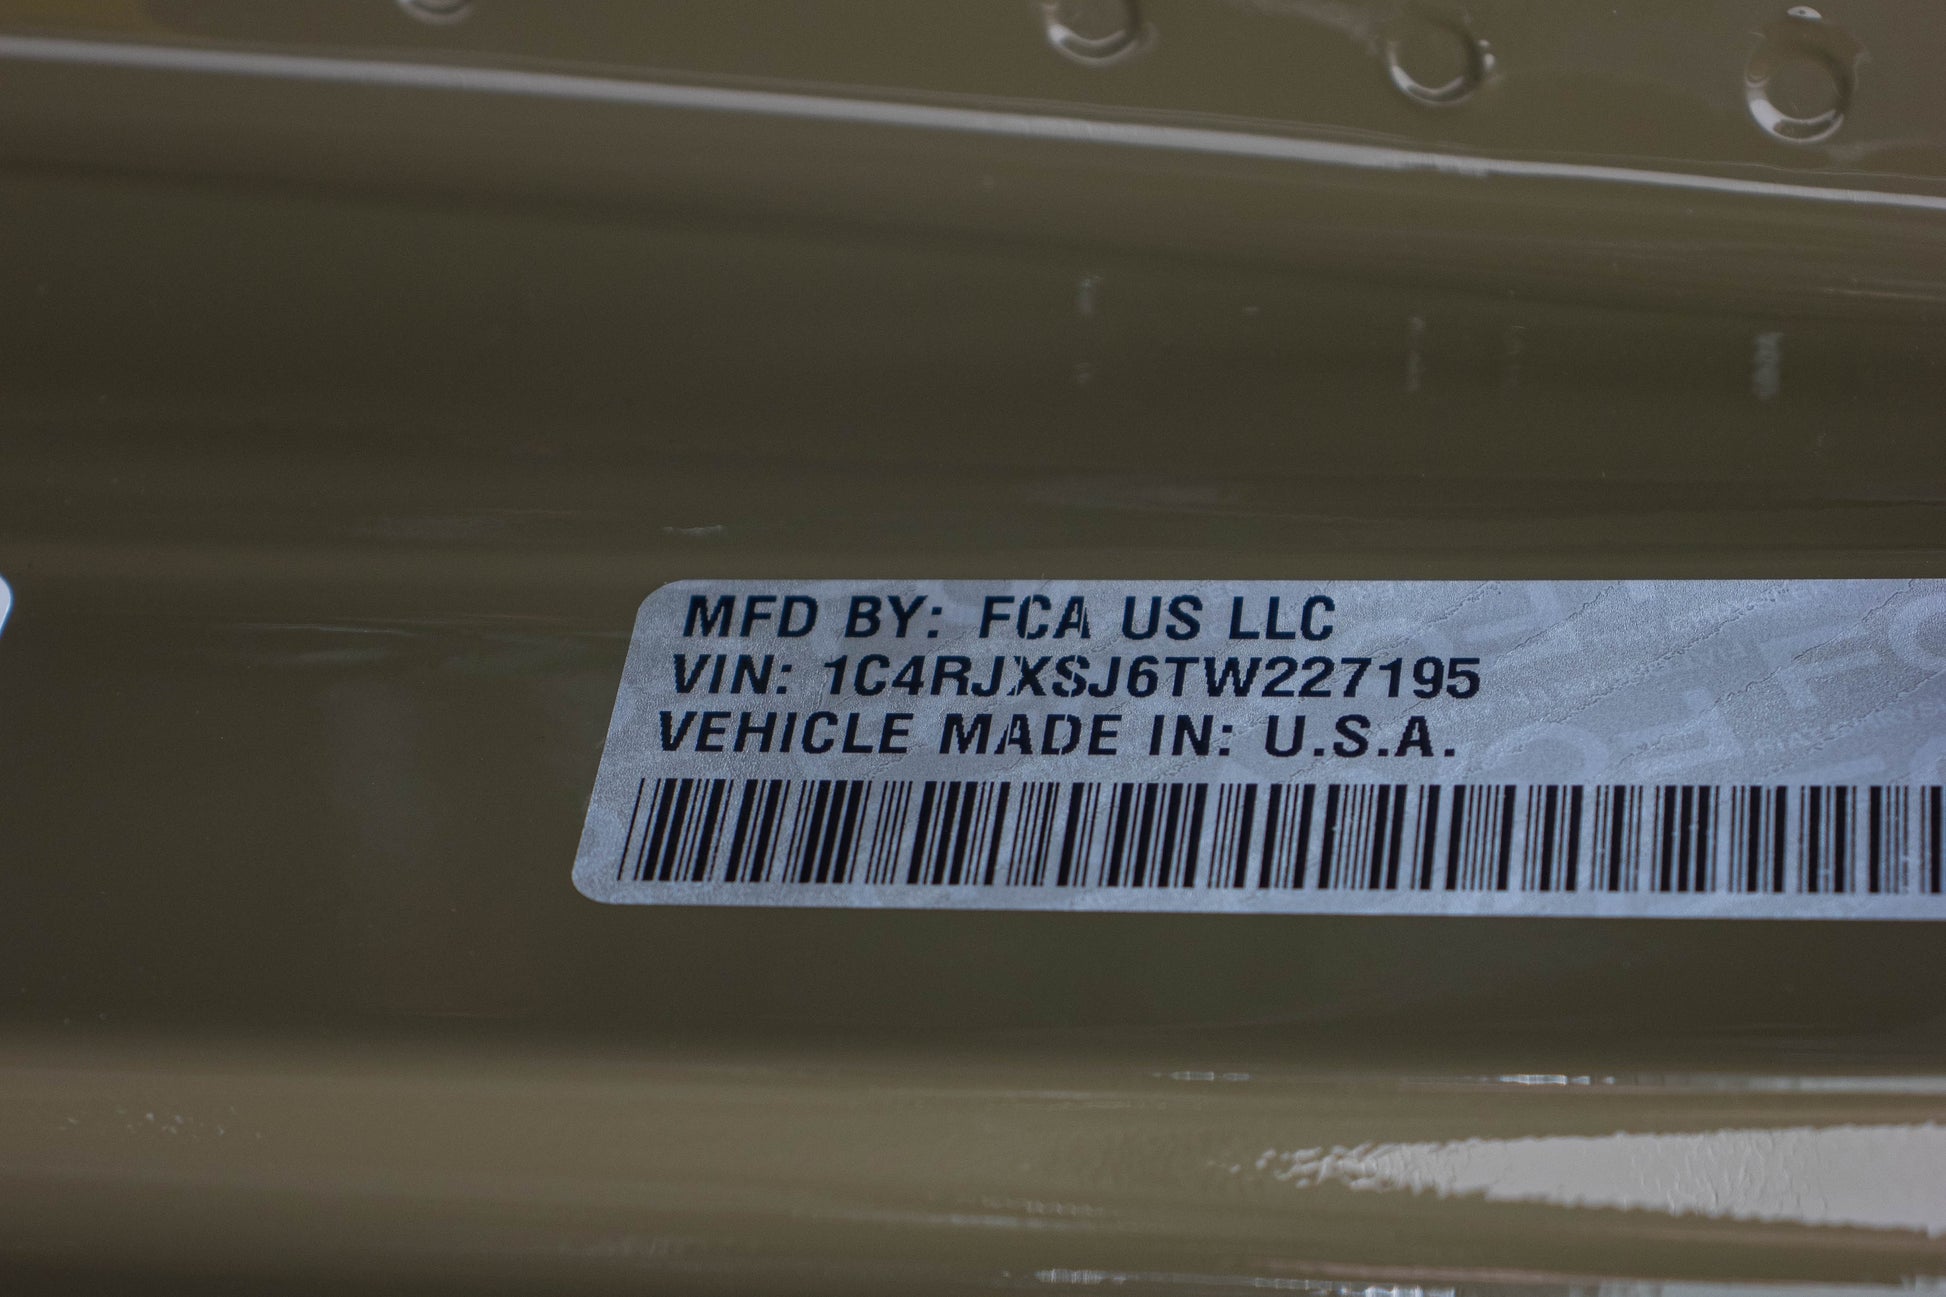 MFD BY: FCA US LLC
VIN: 1C4RJXSJ6TW227195
VEHICLE MADE IN: U.S.A.